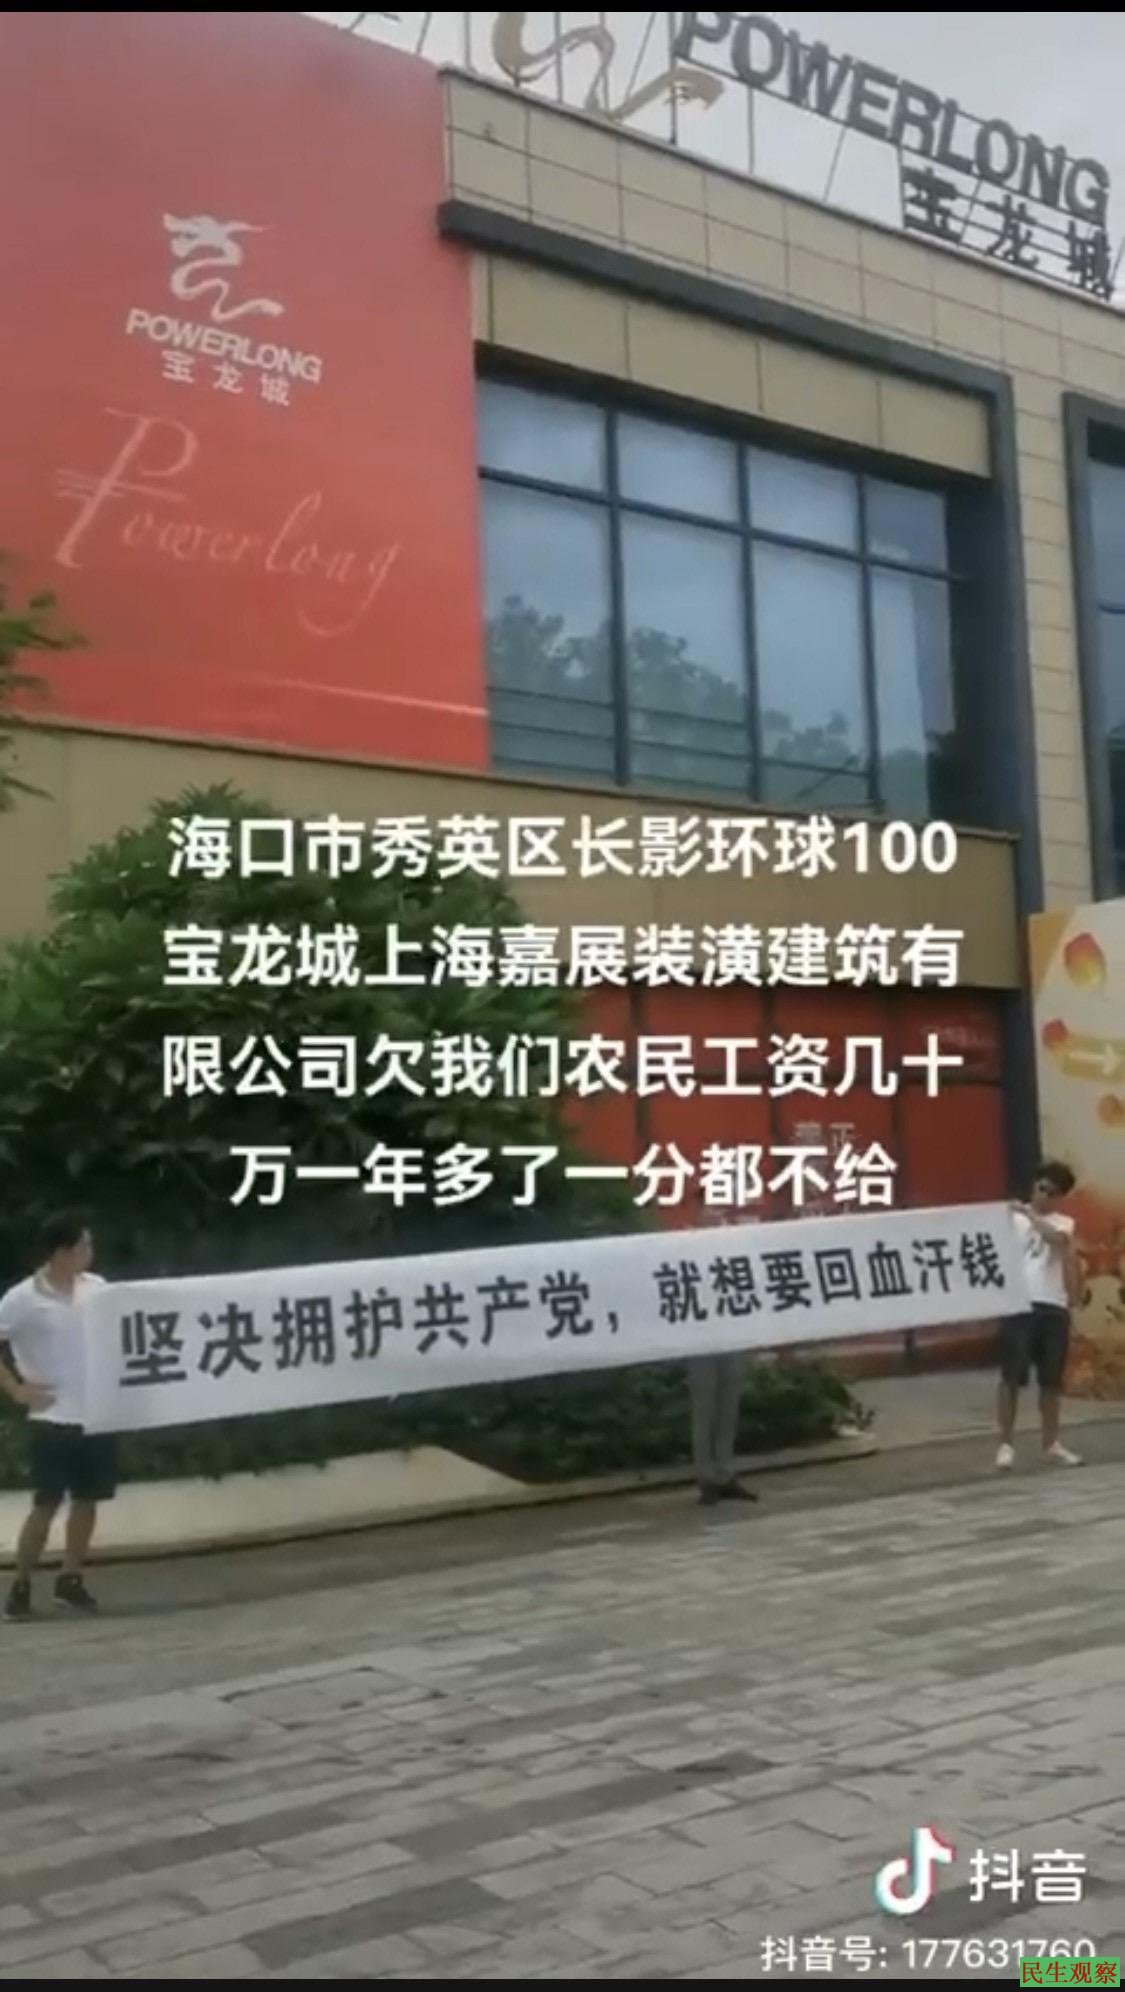 POWERLONG
宝龙城
POWERLONG
宝龙城
Powerlong
海口市秀英区长影环球100
宝龙城上海嘉展装潢建筑有
限公司欠我们农民工资几十
万一年多了一分都不给
坚决拥护共产党，就想要回血汗钱
抖音
抖音号: 177631760
民生观察